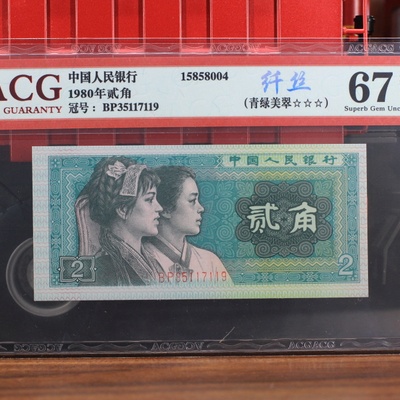 ACG
GUARANTY
中国人民银行
1980年贰角
冠号: BP35117119
15858004
纤丝
(青绿美翠☆☆☆)
67
Superb Gem Unc
中国人民银行
贰角
2
BP35117119
2